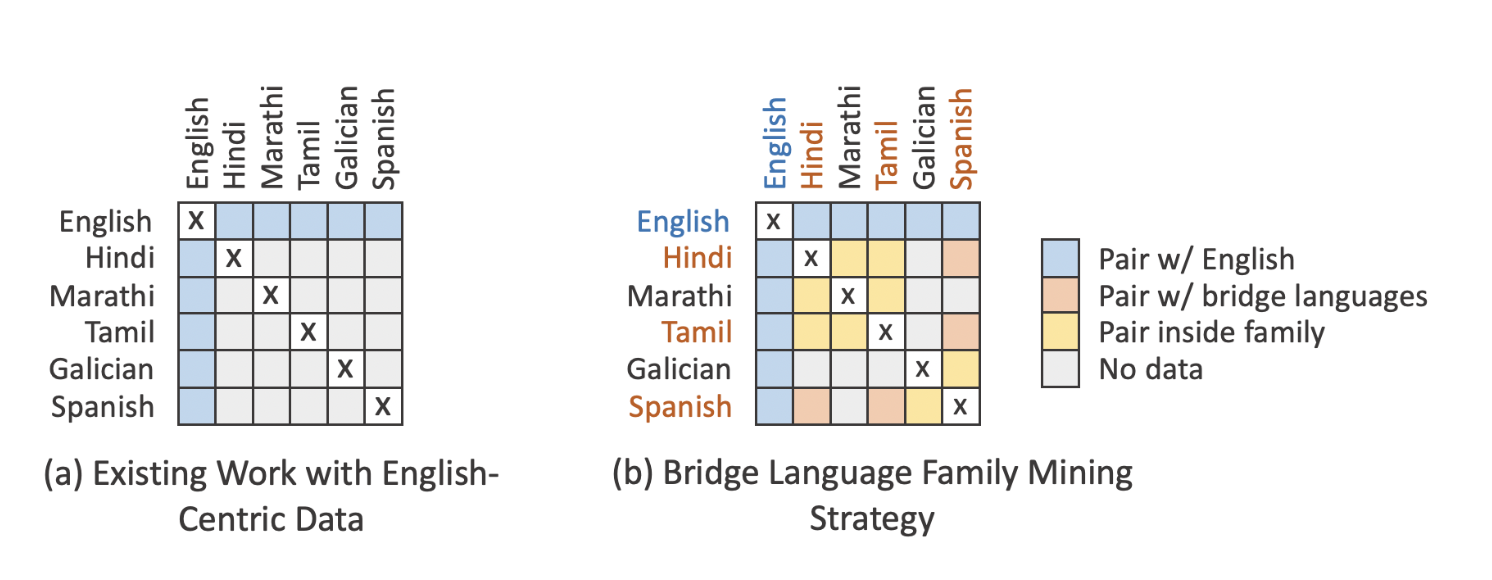 English
Hindi
Marathi
Tamil
Galician
Spanish
English X
Hindi X
Marathi X
Tamil X
Galician X
Spanish X
(a) Existing Work with English-
Centric Data
English
Hindi
Marathi
Tamil
Galician
Spanish
English X
Hindi X
Marathi X
Tamil X
Galician X
Spanish X
(b) Bridge Language Family Mining
Strategy
Pair w/ English
Pair w/ bridge languages
Pair inside family
No data